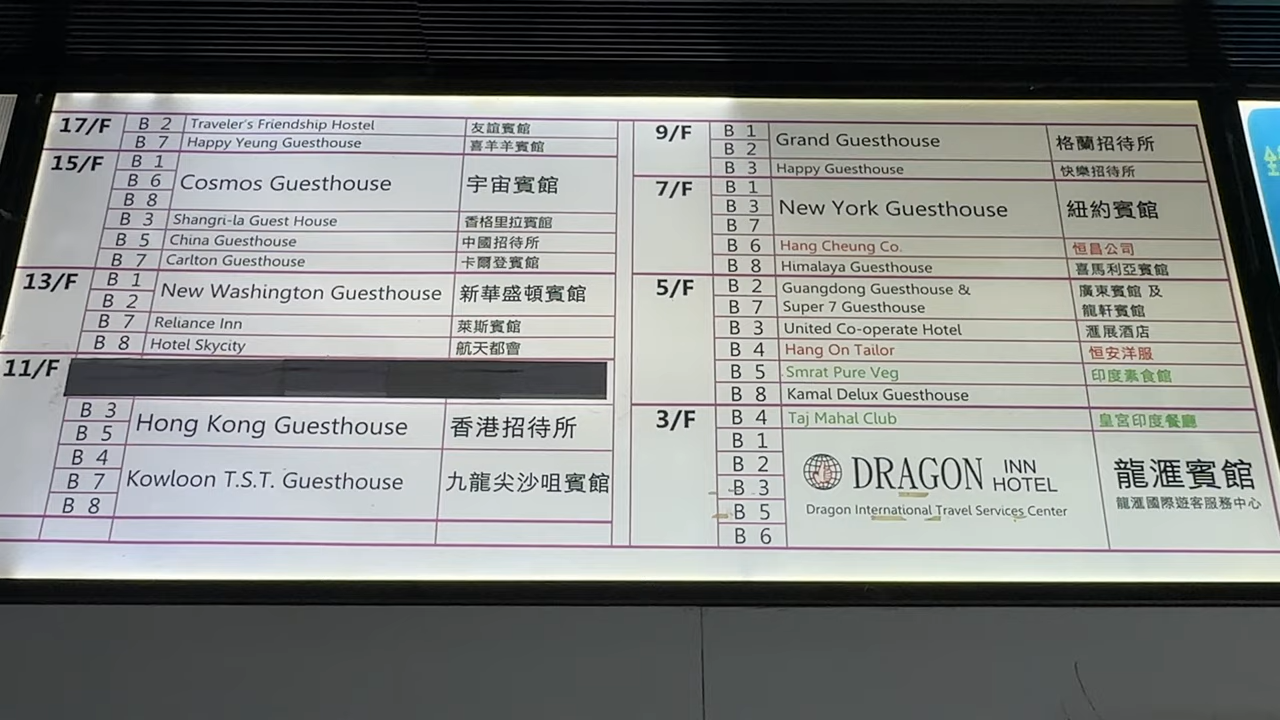 17/F B 2 Traveler's Friendship Hostel 友誼賓館
B 7 Happy Yeung Guesthouse 喜羊羊賓館
15/F B 1
B 6 Cosmos Guesthouse 宇宙賓館
B 8
B 3 Shangri-la Guest House 香格里拉賓館
B 5 China Guesthouse 中國招待所
B 7 Carlton Guesthouse 卡爾登賓館
13/F B 1
B 2 New Washington Guesthouse 新華盛頓賓館
B 7 Reliance Inn 萊斯賓館
B 8 Hotel Skycity 航天都會
11/F
B 3 Hong Kong Guesthouse 香港招待所
B 5
B 4
B 7 Kowloon T.S.T. Guesthouse 九龍尖沙咀賓館
B 8
9/F B 1 Grand Guesthouse 格蘭招待所
B 2
B 3 Happy Guesthouse 快樂招待所
7/F B 1
B 3 New York Guesthouse 紐約賓館
B 7
B 6 Hang Cheung Co. 恒昌公司
B 8 Himalaya Guesthouse 喜馬利亞賓館
5/F B 2 Guangdong Guesthouse & 廣東賓館 及
B 7 Super 7 Guesthouse 龍軒賓館
B 3 United Co-operate Hotel 滙展酒店
B 4 Hang On Tailor 恒安洋服
B 5 Smrat Pure Veg 印度素食館
B 8 Kamal Delux Guesthouse
3/F B 4 Taj Mahal Club 皇宮印度餐廳
B 1
B 2 DRAGON INN HOTEL 龍滙賓館
B 3
B 5 Dragon International Travel Services Center 龍滙國際遊客服務中心
B 6